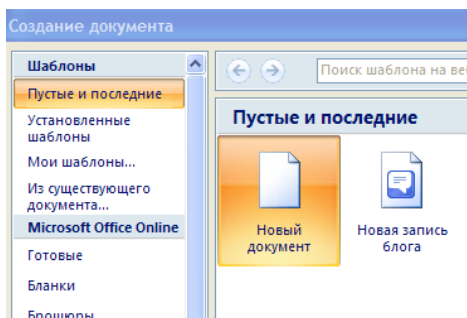 Создание документа
Шаблоны
Пустые и последние
Установленные
шаблоны
Мои шаблоны...
Из существующего
документа...
Microsoft Office Online
Готовые
Бланки
Брошюры
Поиск шаблона на ве
Пустые и последние
Новый
документ
Новая запись
блога